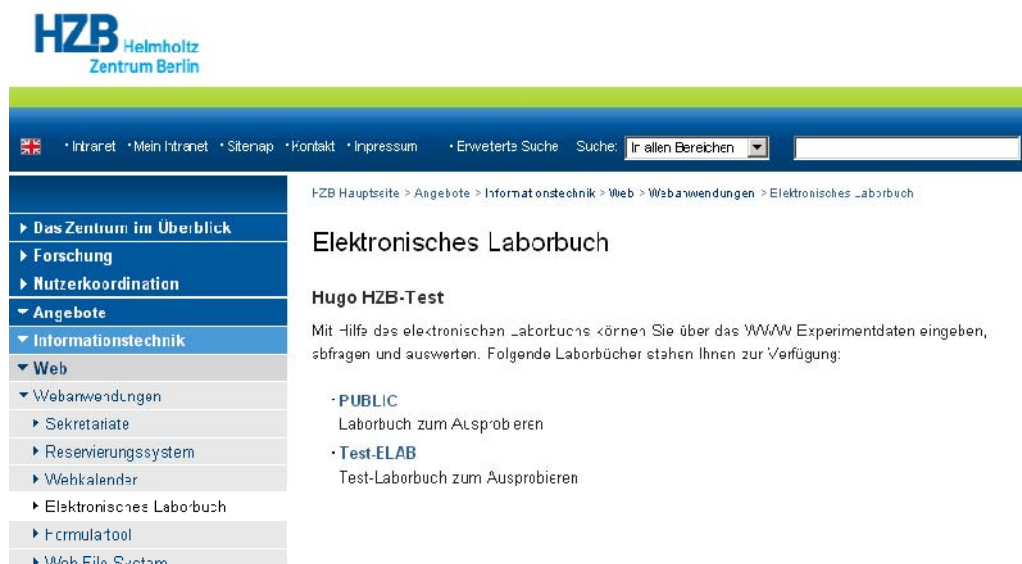 HZB Helmholtz
Zentrum Berlin
· Intranet · Mein Intranet · Sitemap · Kontakt · Impressum · Erweiterte Suche Suche: In allen Bereichen
HZB Hauptseite > Angebote > Informationstechnik > Web > Webanwendungen > Elektronisches Laborbuch
Das Zentrum im Überblick
Forschung
Nutzerkoordination
Angebote
Informationstechnik
Web
Webanwendungen
Sekretariate
Reservierungssystem
Webkalender
Elektronisches Laborbuch
Formulartool
Web File System
Elektronisches Laborbuch
Hugo HZB-Test
Mit Hilfe des elektronischen Laborbuchs können Sie über das WWW Experimentdaten eingeben,
abfragen und auswerten. Folgende Laborbücher stehen Ihnen zur Verfügung:
· PUBLIC
Laborbuch zum Ausprobieren
· Test-ELAB
Test-Laborbuch zum Ausprobieren